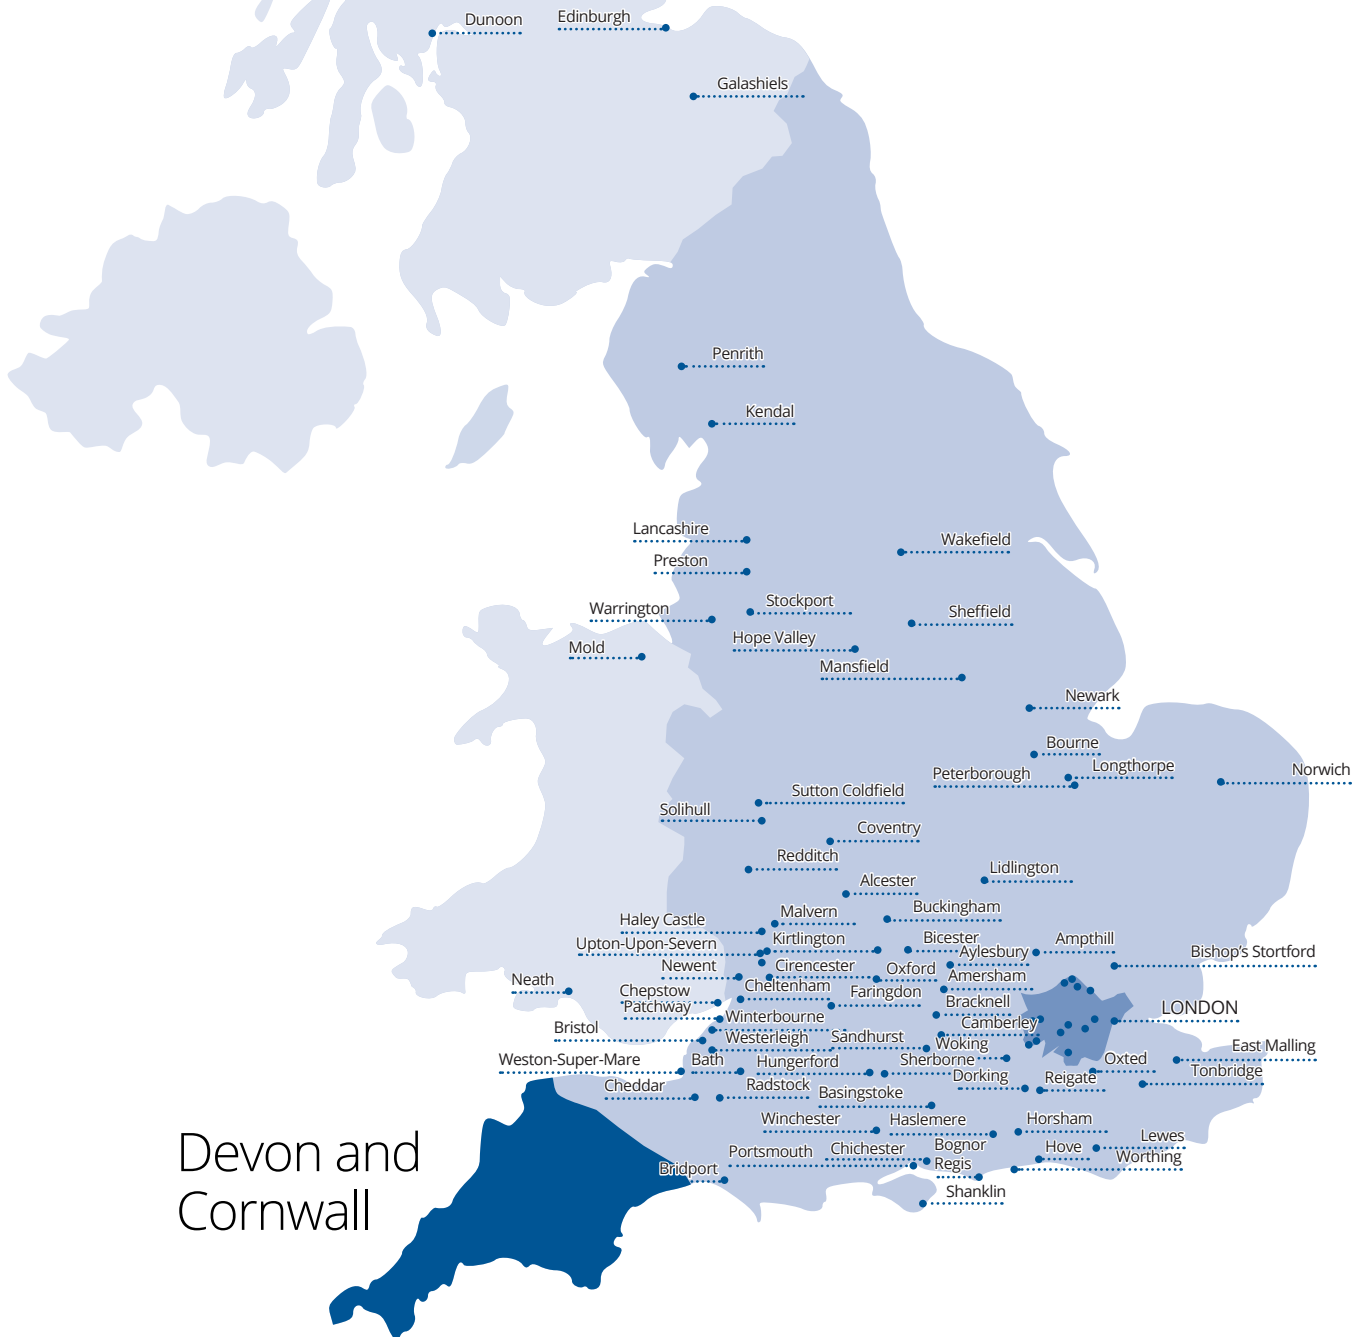 Dunoon
Edinburgh
Galashiels
Penrith
Kendal
Lancashire
Wakefield
Preston
Stockport
Warrington
Sheffield
Hope Valley
Mold
Mansfield
Newark
Bourne
Longthorpe
Peterborough
Norwich
Sutton Coldfield
Solihull
Coventry
Redditch
Lidlington
Alcester
Buckingham
Malvern
Haley Castle
Kirtlington
Bicester
Ampthill
Upton-Upon-Severn
Aylesbury
Bishop's Stortford
Newent
Cirencester
Oxford
Amersham
Neath
Chepstow
Cheltenham
Faringdon
Patchway
Bracknell
LONDON
Winterbourne
Camberley
Bristol
Westerleigh
Sandhurst
Woking
East Malling
Weston-Super-Mare
Bath
Hungerford
Sherborne
Oxted
Tonbridge
Cheddar
Radstock
Basingstoke
Dorking
Reigate
Winchester
Haslemere
Horsham
Lewes
Portsmouth
Chichester
Bognor
Regis
Hove
Worthing
Bridport
Shanklin
Devon and
Cornwall